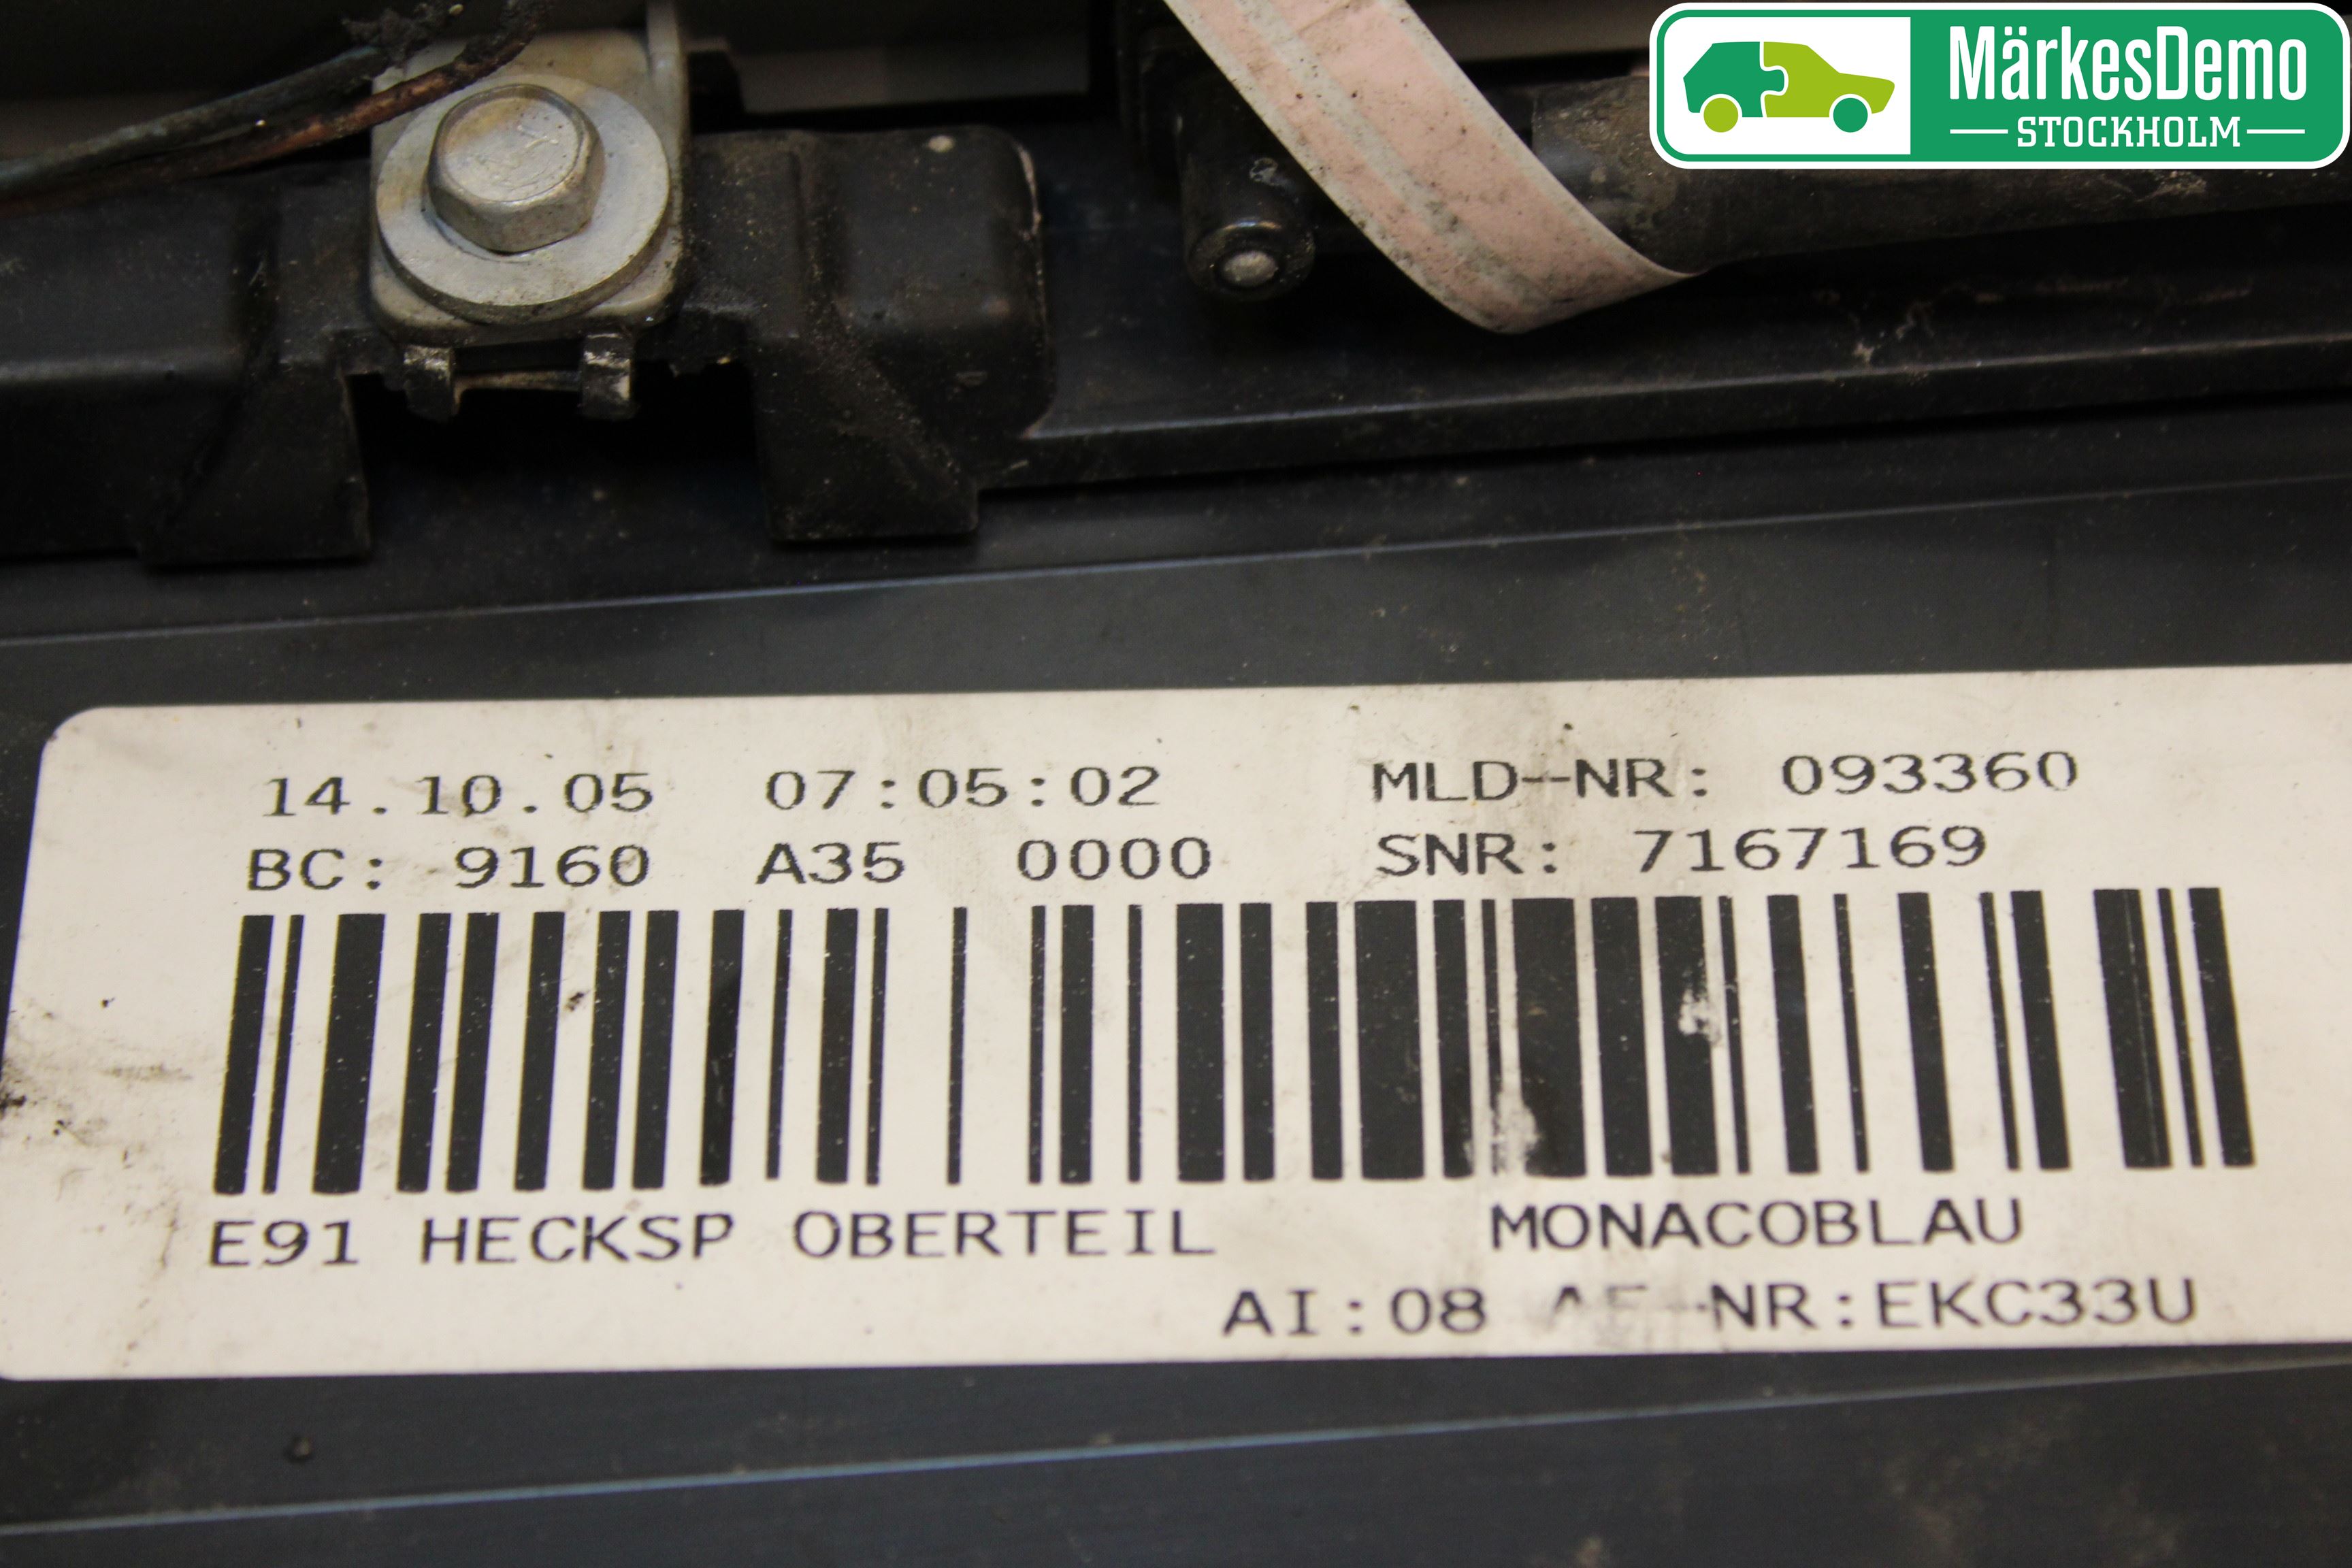 MärkesDemo
STOCKHOLM
14.10.05 07:05:02 MLD-NR: 093360
BC: 9160 A35 0000 SNR: 7167169
E91 HECKSP OBERTEIL MONACOBLAU
AI:08 AE-NR:EKC33U